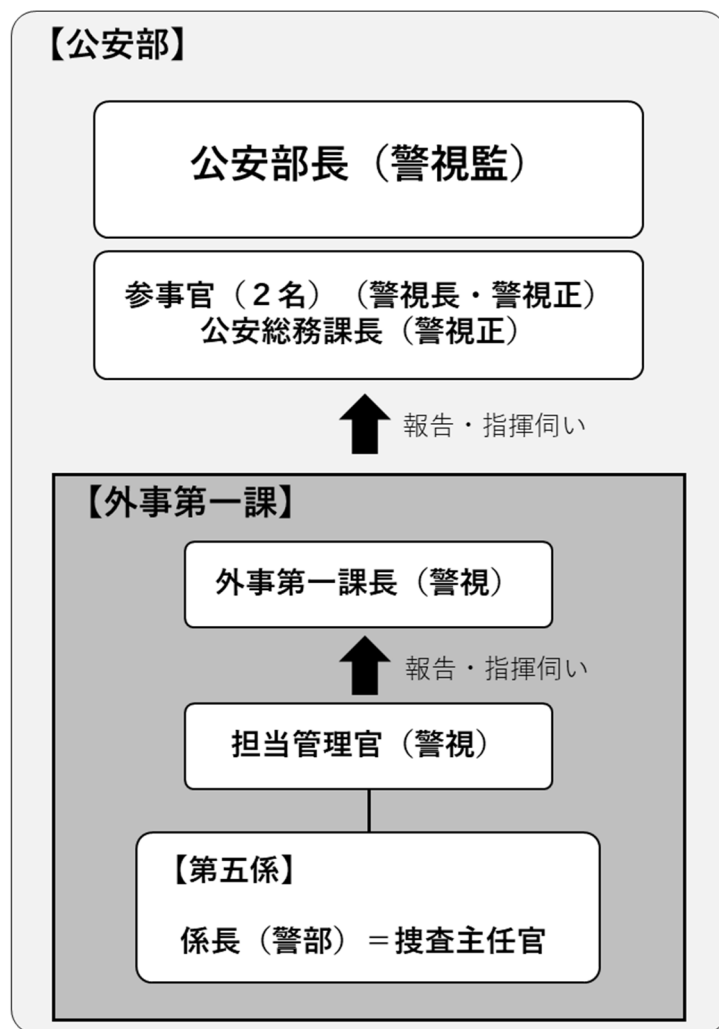 【公安部】
公安部長（警視監）
参事官（２名）（警視長・警視正）
公安総務課長（警視正）
報告・指揮伺い
【外事第一課】
外事第一課長（警視）
報告・指揮伺い
担当管理官（警視）
【第五係】
係長（警部）＝捜査主任官